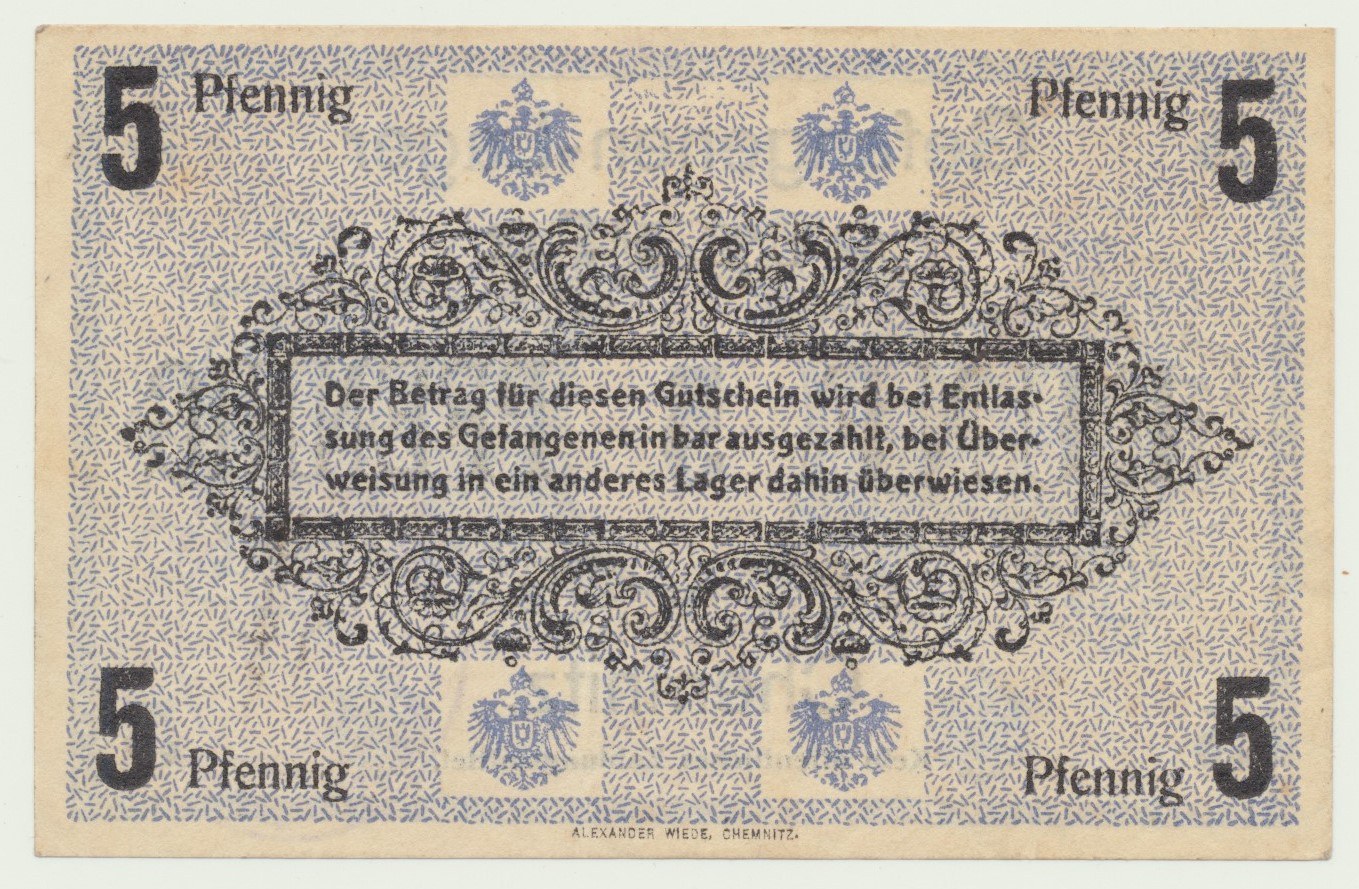 5 Pfennig Pfennig 5
Der Betrag für diesen Gutschein wird bei Entlas-
sung des Gefangenen in bar ausgezahlt, bei Über-
weisung in ein anderes Lager dahin überwiesen.
5 Pfennig Pfennig 5
ALEXANDER WIEDE, CHEMNITZ.